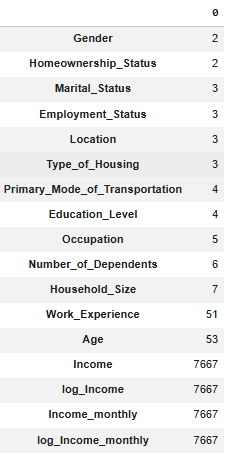 0
Gender 2
Homeownership_Status 2
Marital_Status 3
Employment_Status 3
Location 3
Type_of_Housing 3
Primary_Mode_of_Transportation 4
Education_Level 4
Occupation 5
Number_of_Dependents 6
Household_Size 7
Work_Experience 51
Age 53
Income 7667
log_Income 7667
Income_monthly 7667
log_Income_monthly 7667